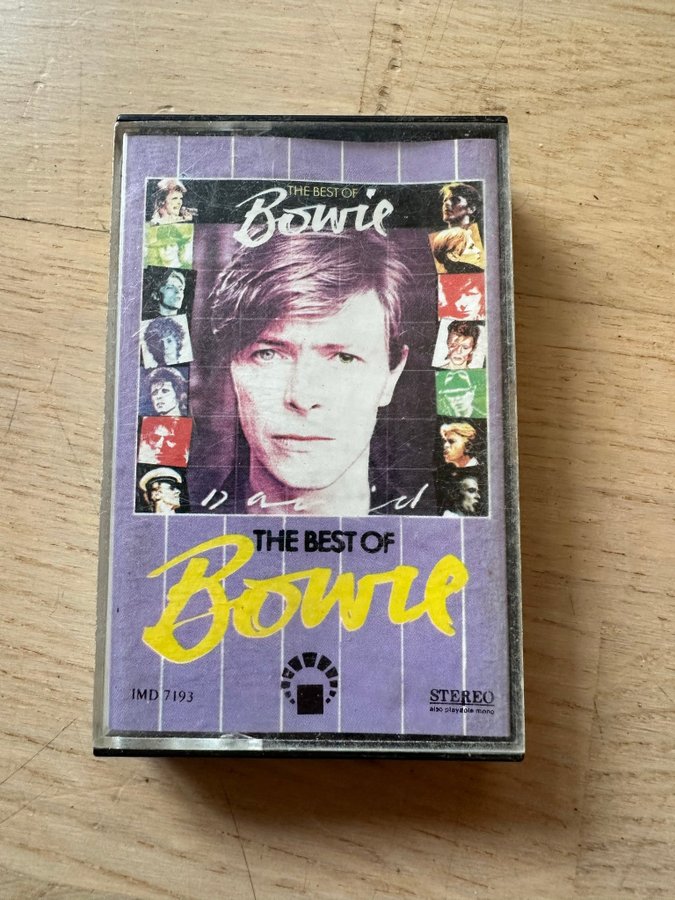 THE BEST OF
Bowie
David
THE BEST OF
Bowie
IMD 7193
STEREO
also playable mono